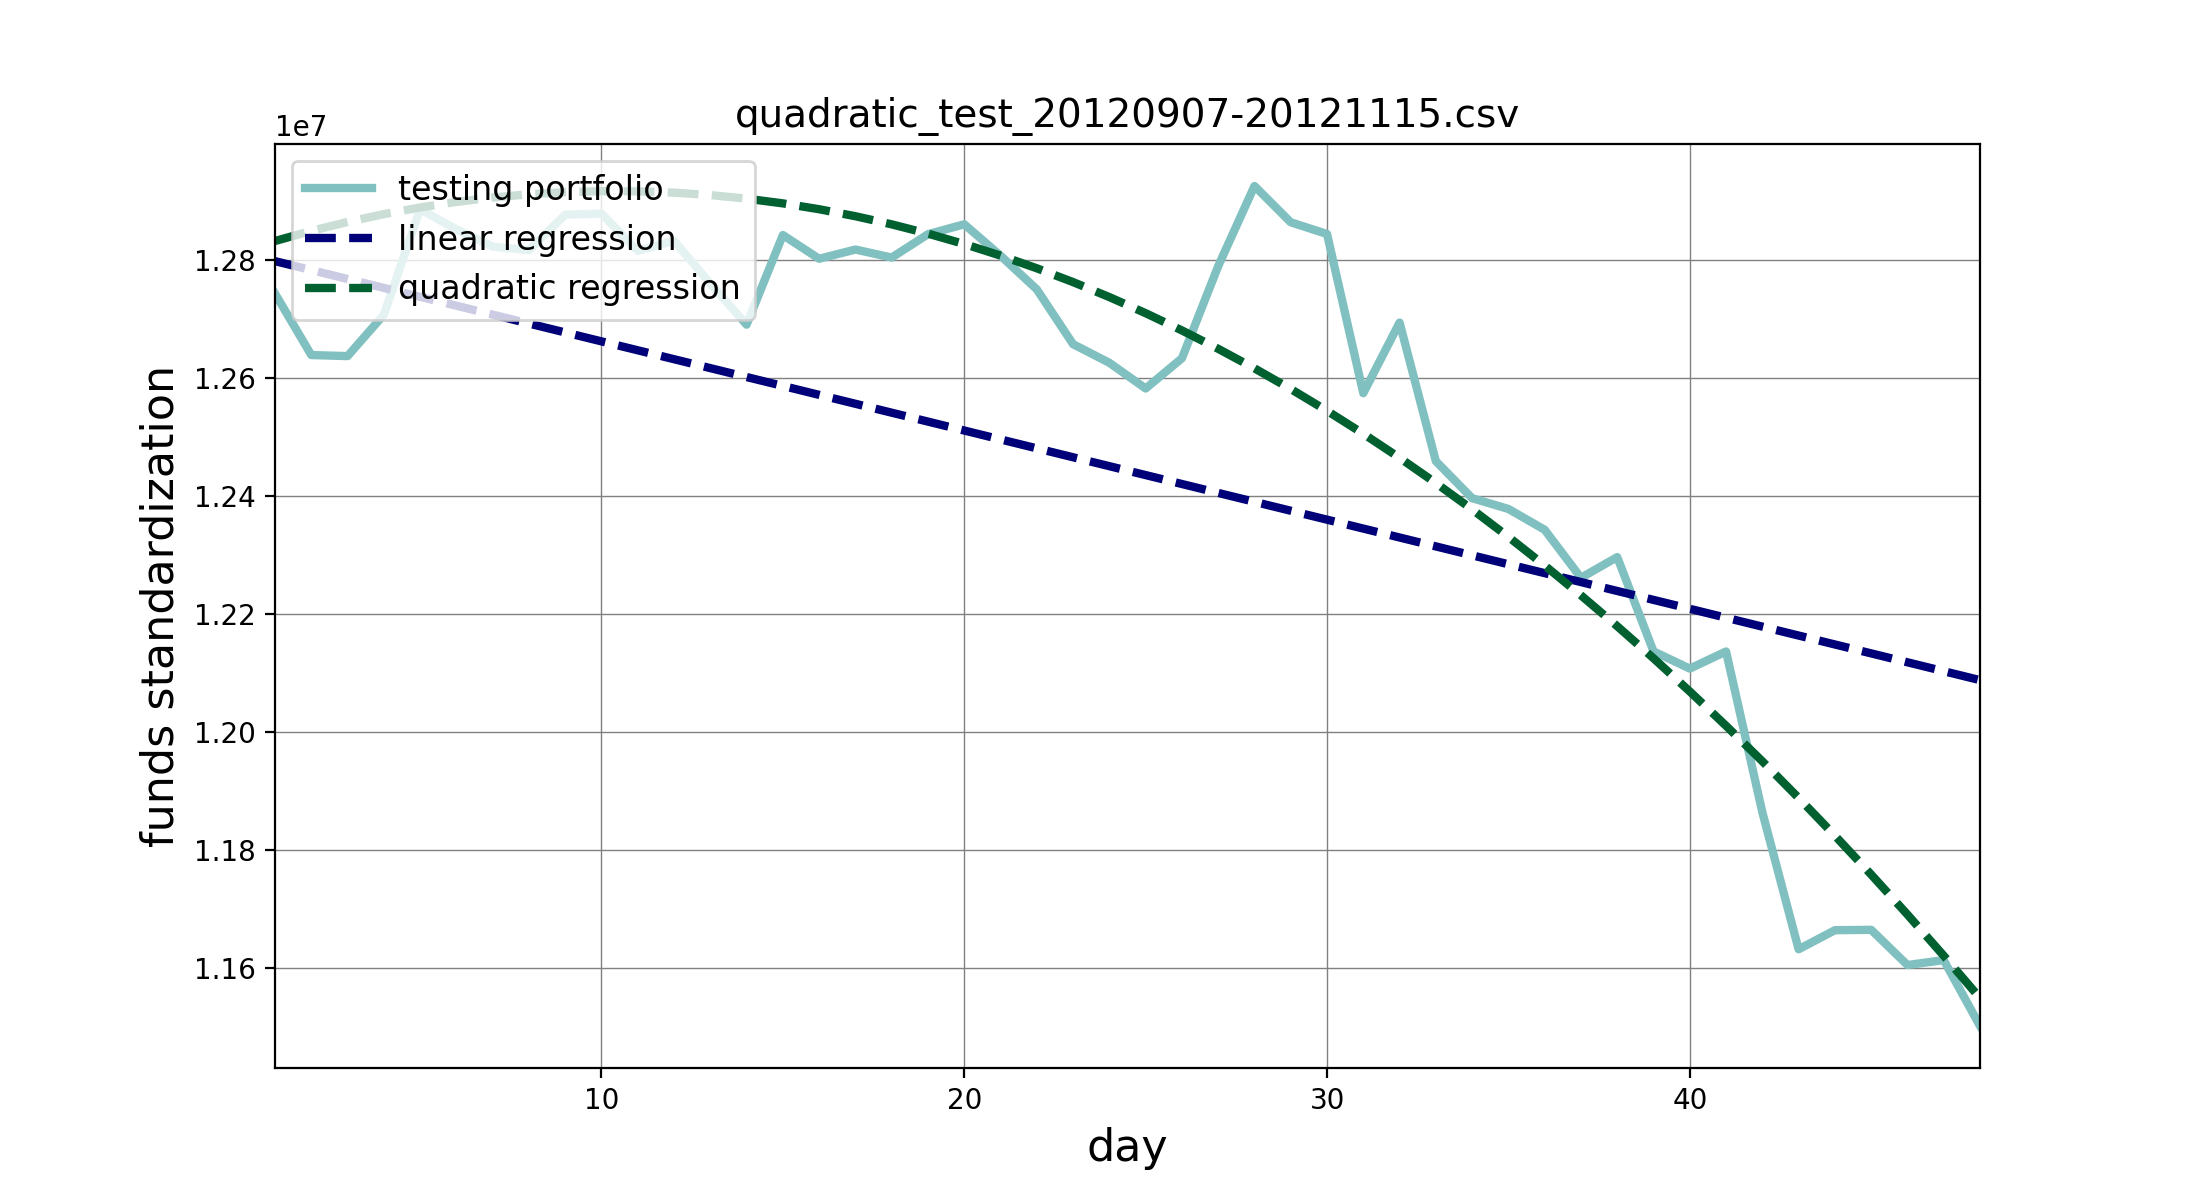 quadratic_test_20120907-20121115.csv
1e7
testing portfolio
linear regression
quadratic regression
funds standardization
1.28
1.26
1.24
1.22
1.20
1.18
1.16
10 20 30 40
day